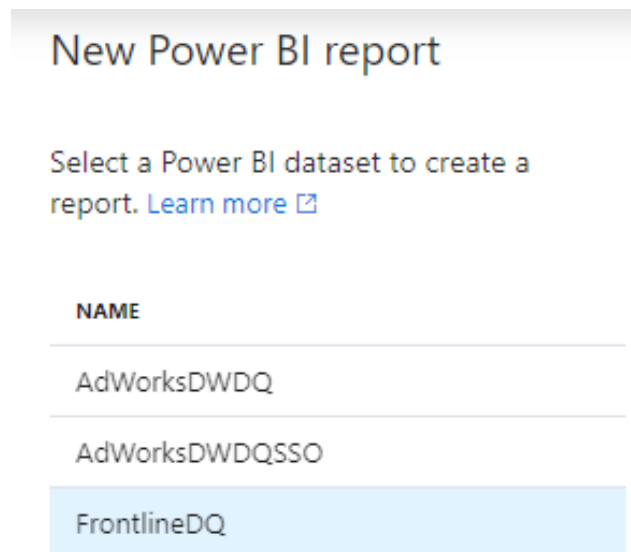 New Power BI report
Select a Power BI dataset to create a
report. Learn more
NAME
AdWorksDWDQ
AdWorksDWDQSSO
FrontlineDQ